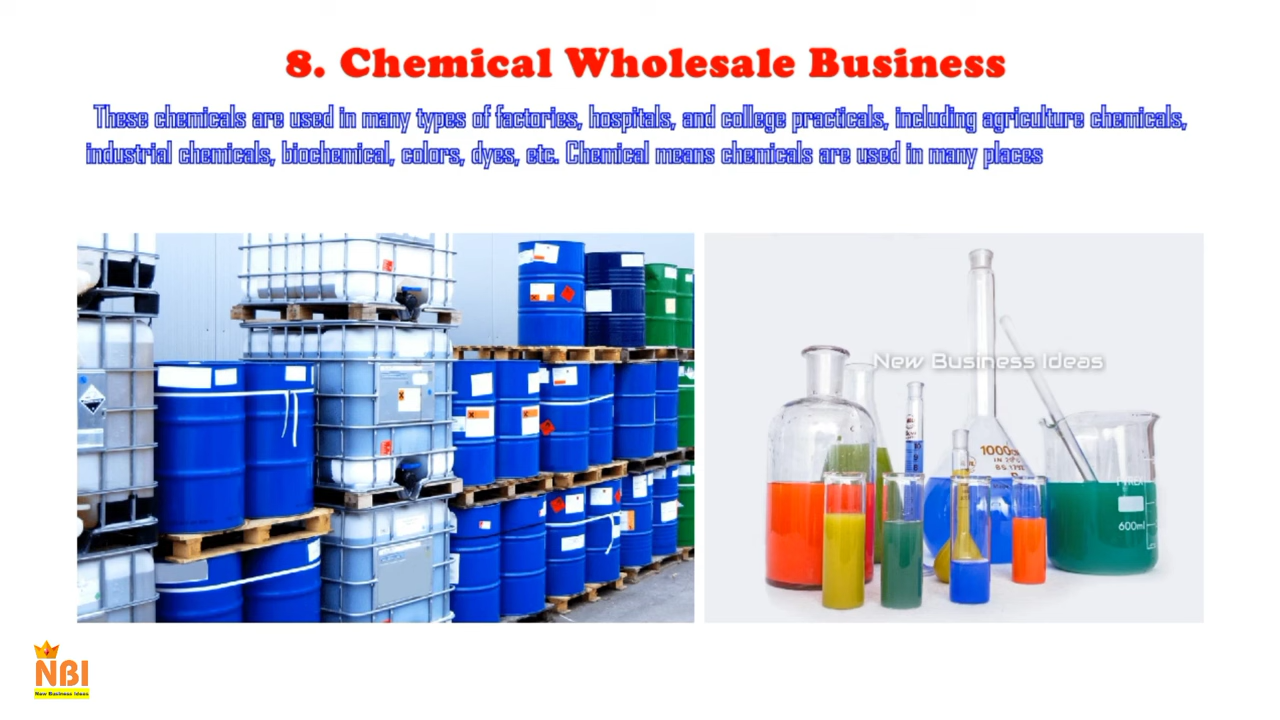 8. Chemical Wholesale Business
These chemicals are used in many types of factories, hospitals, and college practicals, including agriculture chemicals,
industrial chemicals, biochemical, colors, dyes, etc. Chemical means chemicals are used in many places
New Business Ideas
1000c
600ml
NBI
New Business Ideas